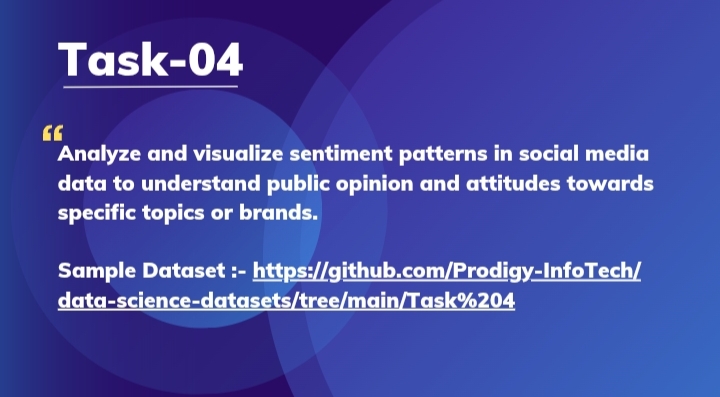 Task-04
“
Analyze and visualize sentiment patterns in social media
data to understand public opinion and attitudes towards
specific topics or brands.
Sample Dataset :- https://github.com/Prodigy-InfoTech/
data-science-datasets/tree/main/Task%204